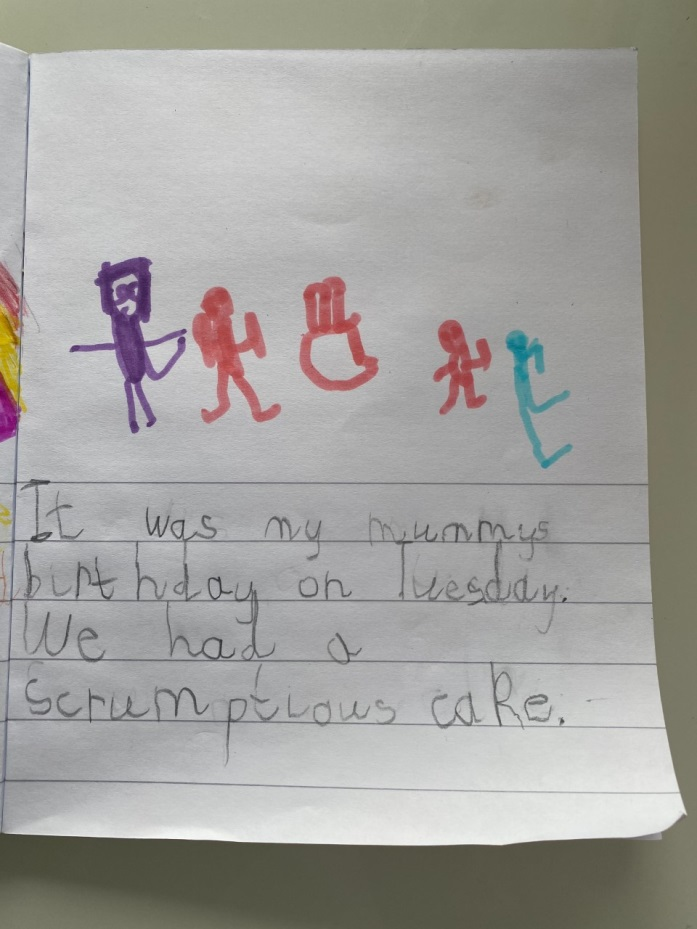 It was my mummys
birthday on Tuesday.
We had a
Scrumptious cake.